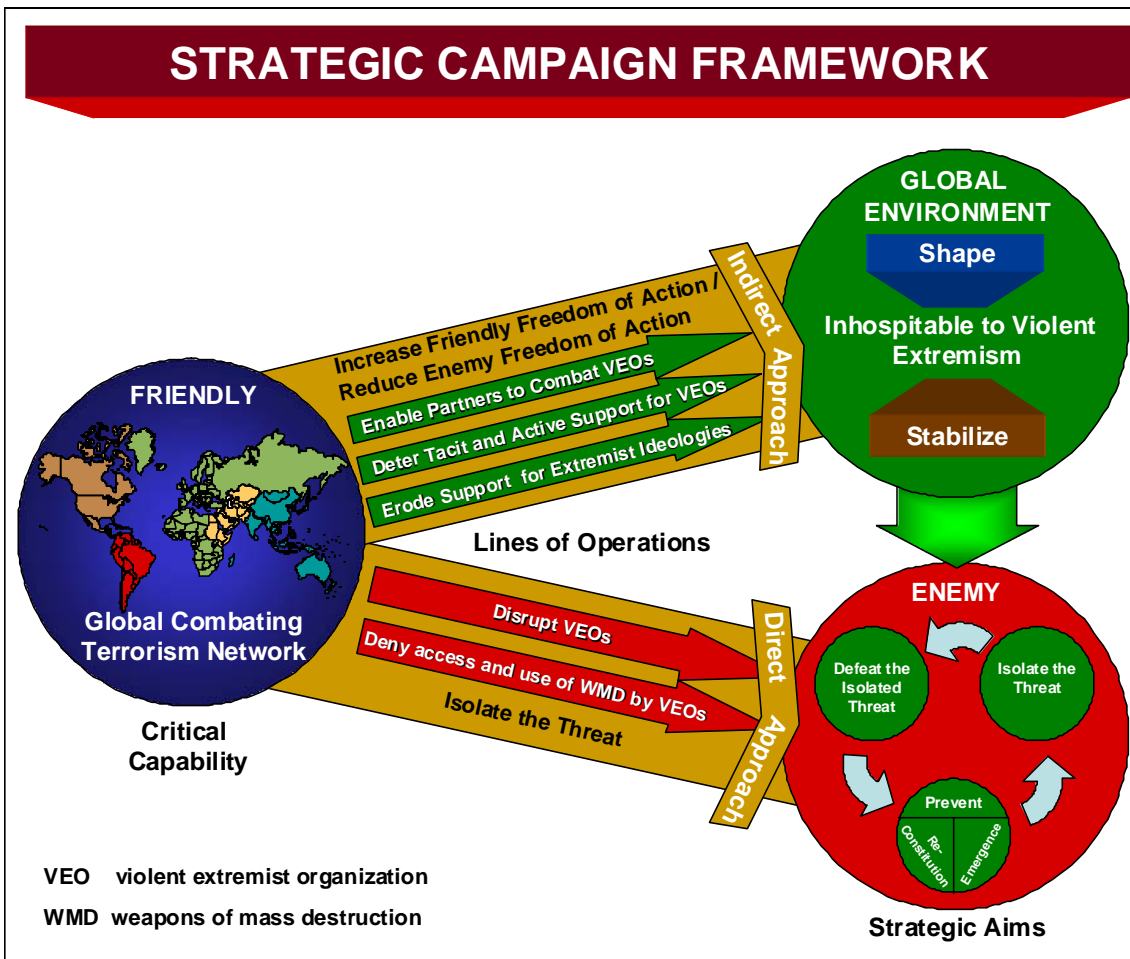 STRATEGIC CAMPAIGN FRAMEWORK
GLOBAL
ENVIRONMENT
Shape
Inhospitable to Violent
Extremism
Stabilize
Indirect Approach
Increase Friendly Freedom of Action /
Reduce Enemy Freedom of Action
Enable Partners to Combat VEOs
Deter Tacit and Active Support for VEOs
Erode Support for Extremist Ideologies
FRIENDLY
Global Combating
Terrorism Network
Critical
Capability
Lines of Operations
Disrupt VEOs
Deny access and use of WMD by VEOs
Isolate the Threat
Direct Approach
ENEMY
Defeat the
Isolated
Threat
Isolate the
Threat
Prevent
Re-
Constitution
Emergence
Strategic Aims
VEO violent extremist organization
WMD weapons of mass destruction